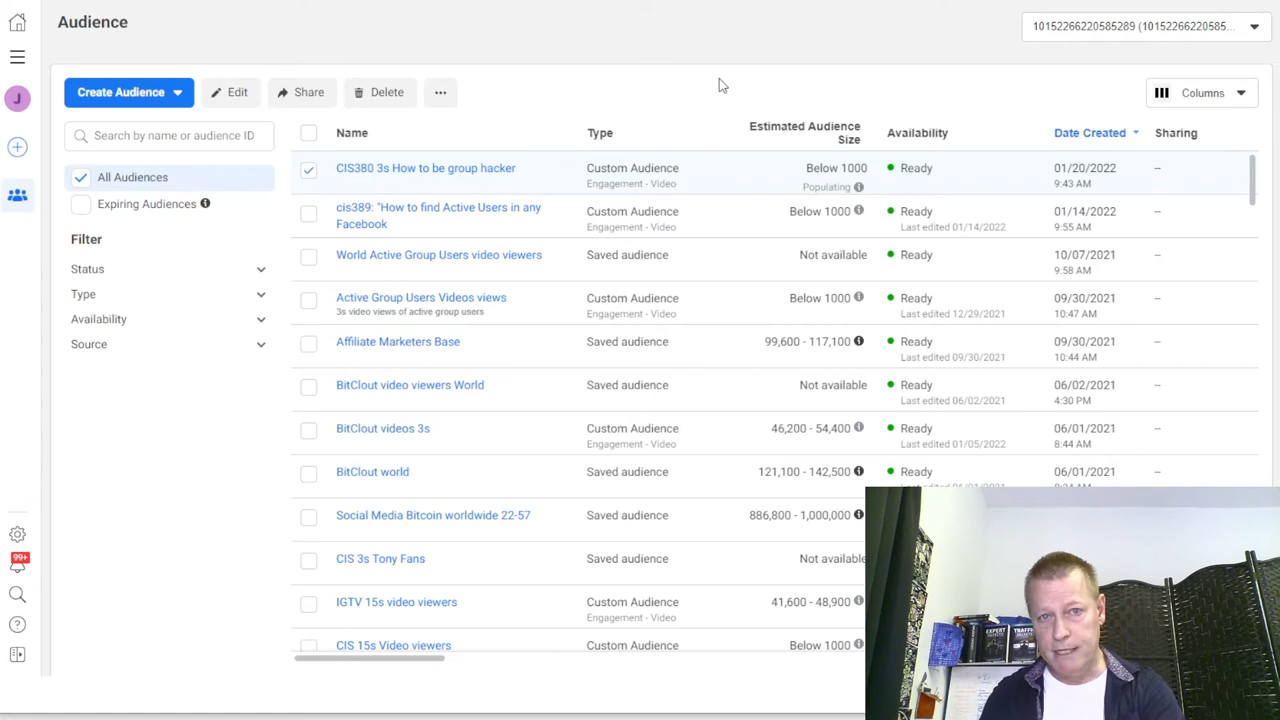 Audience
10152266220585289 (10152266220585...
J
Create Audience
Edit
Share
Delete
...
Columns
Search by name or audience ID
All Audiences
Expiring Audiences
Filter
Status
Type
Availability
Source
Name Type Estimated Audience Size Availability Date Created Sharing
CIS380 3s How to be group hacker Custom Audience Below 1000 Ready 01/20/2022 --
Engagement - Video Populating 9:43 AM
cis389: "How to find Active Users in any Custom Audience Below 1000 Ready 01/14/2022 --
Facebook Engagement - Video Last edited 01/14/2022 9:55 AM
World Active Group Users video viewers Saved audience Not available Ready 10/07/2021 --
9:58 AM
Active Group Users Videos views Custom Audience Below 1000 Ready 09/30/2021 --
3s video views of active group users Engagement - Video Last edited 12/29/2021 10:47 AM
Affiliate Marketers Base Saved audience 99,600 - 117,100 Ready 09/30/2021 --
Last edited 09/30/2021 10:44 AM
BitClout video viewers World Saved audience Not available Ready 06/02/2021 --
Last edited 06/02/2021 4:30 PM
BitClout videos 3s Custom Audience 46,200 - 54,400 Ready 06/01/2021 --
Engagement - Video Last edited 01/05/2022 8:44 AM
BitClout world Saved audience 121,100 - 142,500 Ready 06/01/2021 --
Social Media Bitcoin worldwide 22-57 Saved audience 886,800 - 1,000,000
CIS 3s Tony Fans Saved audience Not available
IGTV 15s video viewers Custom Audience 41,600 - 48,900
Engagement - Video
CIS 15s Video viewers Custom Audience Below 1000
99+
EXPERT
TRAFFIC